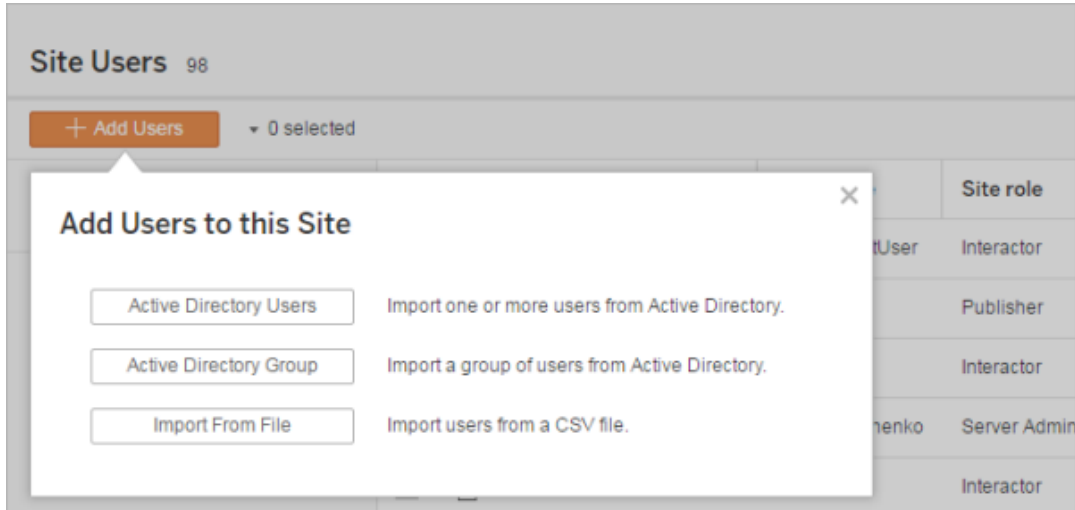 Site Users 98
+ Add Users 0 selected
Site role
Add Users to this Site
Interactor
Active Directory Users Import one or more users from Active Directory.
Publisher
Active Directory Group Import a group of users from Active Directory.
Interactor
Import From File Import users from a CSV file.
Server Admin
Interactor